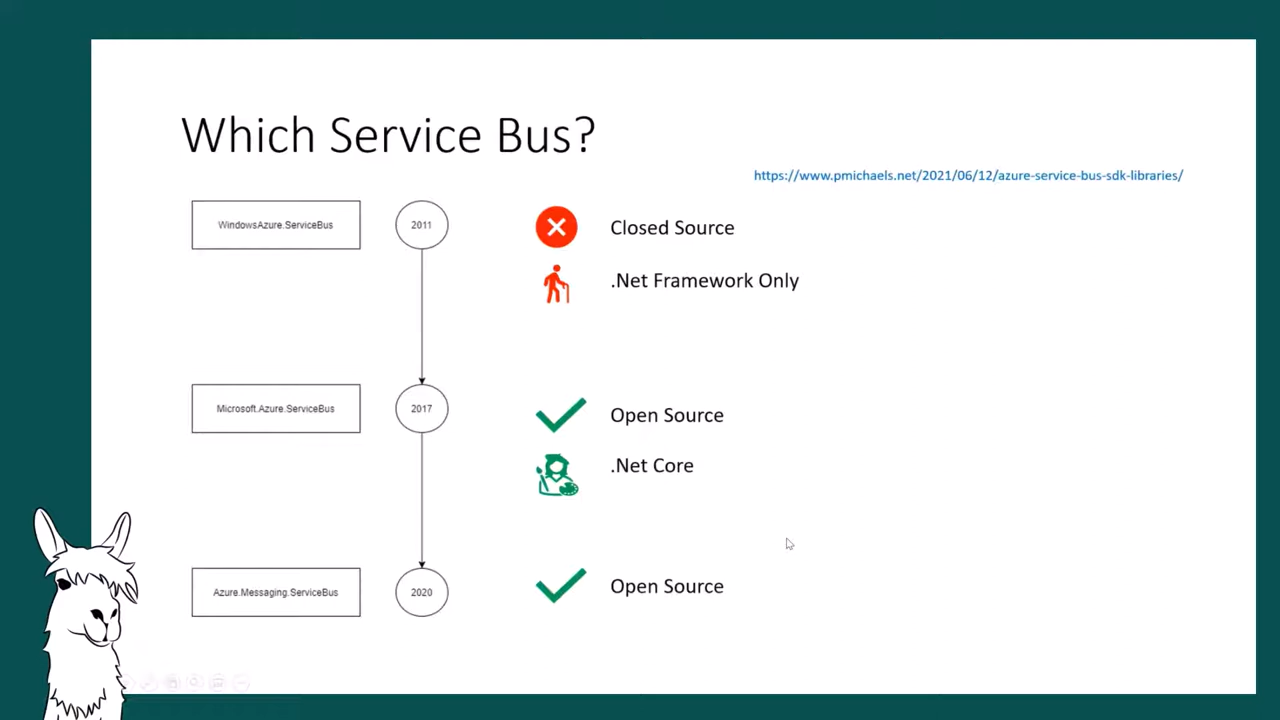 Which Service Bus?
https://www.pmichaels.net/2021/06/12/azure-service-bus-sdk-libraries/
WindowsAzure.ServiceBus
2011
Closed Source
.Net Framework Only
Microsoft.Azure.ServiceBus
2017
Open Source
.Net Core
Azure.Messaging.ServiceBus
2020
Open Source